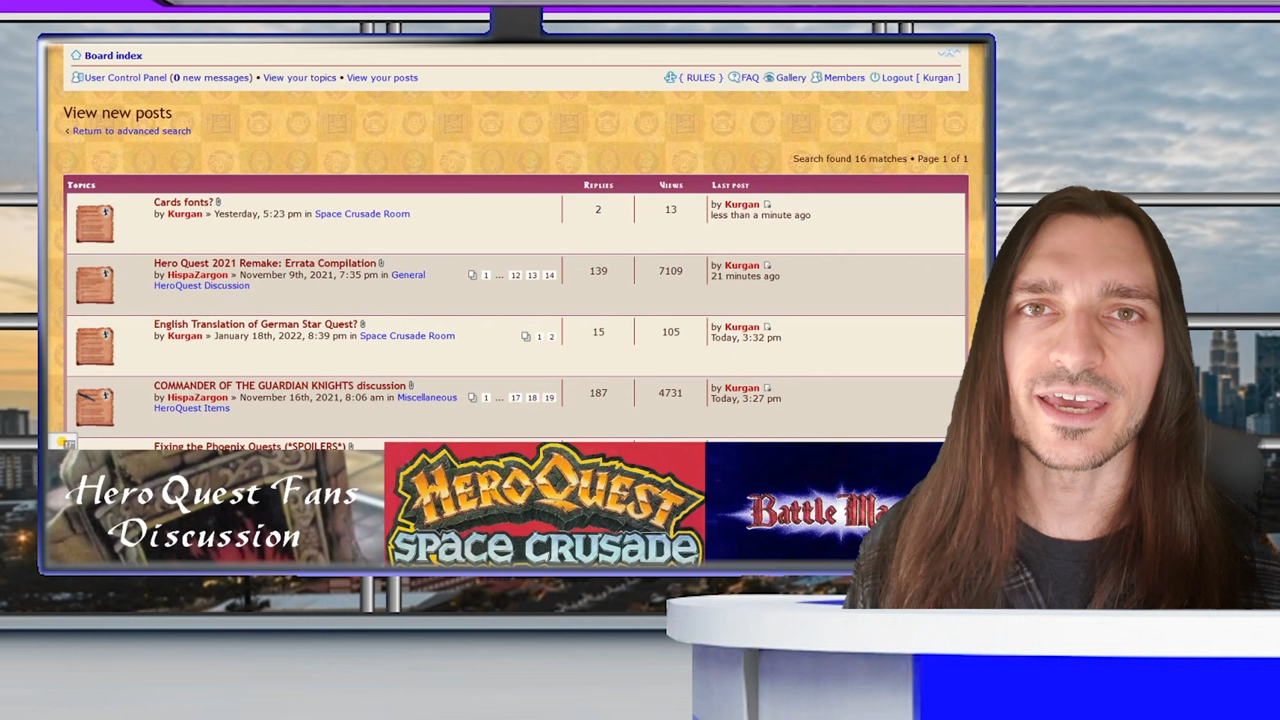 Board index
User Control Panel (0 new messages) • View your topics • View your posts
{ RULES } FAQ Gallery Members Logout [ Kurgan ]
View new posts
‹ Return to advanced search
Search found 16 matches • Page 1 of 1
Topics Replies Views Last post
Cards fonts?
by Kurgan » Yesterday, 5:23 pm in Space Crusade Room
2 13
by Kurgan
less than a minute ago
Hero Quest 2021 Remake: Errata Compilation
by HispaZargon » November 9th, 2021, 7:35 pm in General
HeroQuest Discussion
1 ... 12 13 14
139 7109
by Kurgan
21 minutes ago
English Translation of German Star Quest?
by Kurgan » January 18th, 2022, 8:39 pm in Space Crusade Room
1 2
15 105
by Kurgan
Today, 3:32 pm
COMMANDER OF THE GUARDIAN KNIGHTS discussion
by HispaZargon » November 16th, 2021, 8:06 am in Miscellaneous
HeroQuest Items
1 ... 17 18 19
187 4731
by Kurgan
Today, 3:27 pm
Fixing the Phoenix Quests (*SPOILERS*)
HeroQuest Fans
Discussion
HeroQuest
Space Crusade
Battle